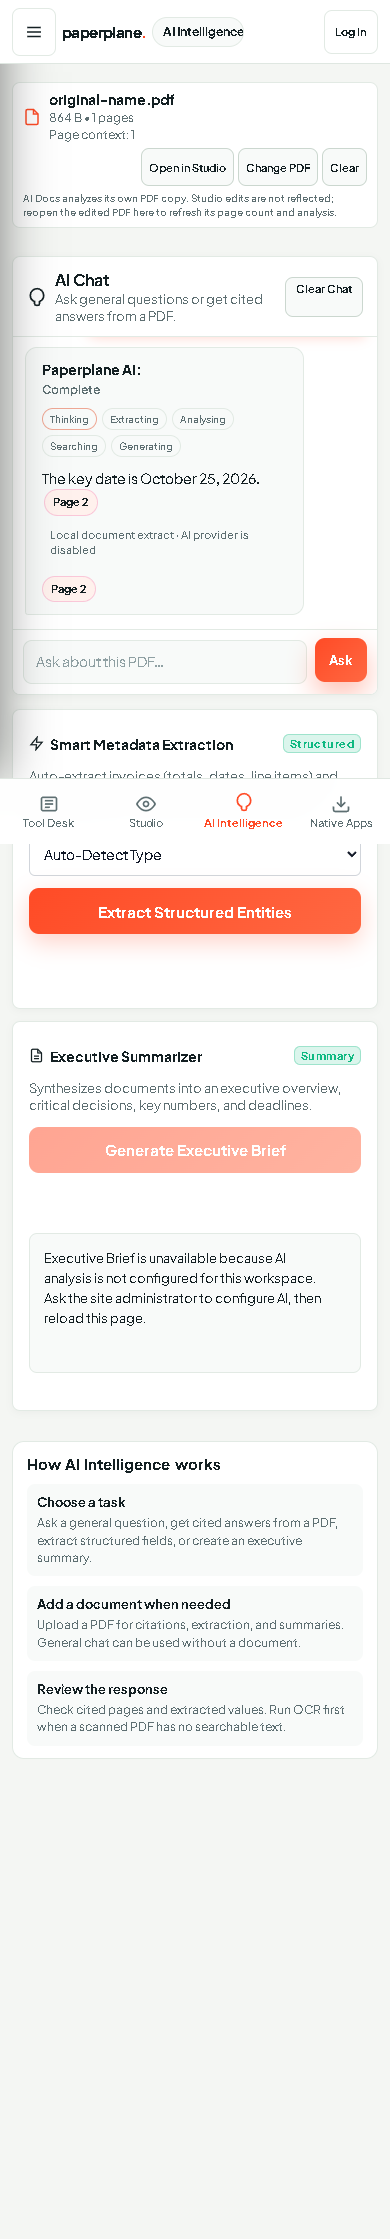 paperplane.
AI Intelligence
Log In
original-name.pdf
864 B • 1 pages
Page context: 1
Open in Studio
Change PDF
Clear
AI Docs analyzes its own PDF copy. Studio edits are not reflected;
reopen the edited PDF here to refresh its page count and analysis.
AI Chat
Ask general questions or get cited
answers from a PDF.
Clear Chat
Paperplane AI:
Complete
Thinking
Extracting
Analysing
Searching
Generating
The key date is October 25, 2026.
Page 2
Local document extract · AI provider is
disabled
Page 2
Ask about this PDF...
Ask
Smart Metadata Extraction
Structured
Auto-extract invoices (totals, dates, line items) and
Tool Desk
Studio
AI Intelligence
Native Apps
Auto-Detect Type
Extract Structured Entities
Executive Summarizer
Summary
Synthesizes documents into an executive overview,
critical decisions, key numbers, and deadlines.
Generate Executive Brief
Executive Brief is unavailable because AI
analysis is not configured for this workspace.
Ask the site administrator to configure AI, then
reload this page.
How AI Intelligence works
Choose a task
Ask a general question, get cited answers from a PDF,
extract structured fields, or create an executive
summary.
Add a document when needed
Upload a PDF for citations, extraction, and summaries.
General chat can be used without a document.
Review the response
Check cited pages and extracted values. Run OCR first
when a scanned PDF has no searchable text.